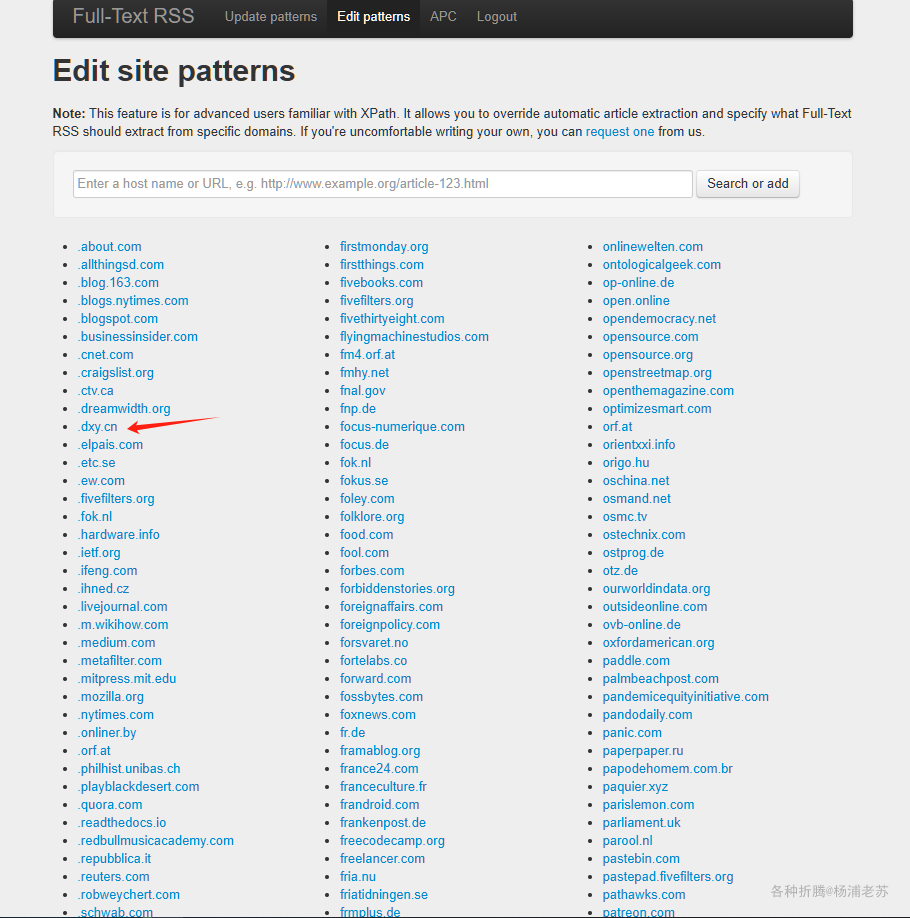 Full-Text RSS Update patterns Edit patterns APC Logout
Edit site patterns
Note: This feature is for advanced users familiar with XPath. It allows you to override automatic article extraction and specify what Full-Text
RSS should extract from specific domains. If you're uncomfortable writing your own, you can request one from us.
Enter a host name or URL, e.g. http://www.example.org/article-123.html Search or add
.about.com
.allthingsd.com
.blog.163.com
.blogs.nytimes.com
.blogspot.com
.businessinsider.com
.cnet.com
.craigslist.org
.ctv.ca
.dreamwidth.org
.dxy.cn
.elpais.com
.etc.se
.ew.com
.fivefilters.org
.fok.nl
.hardware.info
.ietf.org
.ifeng.com
.ihned.cz
.livejournal.com
.m.wikihow.com
.medium.com
.metafilter.com
.mitpress.mit.edu
.mozilla.org
.nytimes.com
.onliner.by
.orf.at
.philhist.unibas.ch
.playblackdesert.com
.quora.com
.readthedocs.io
.redbullmusicacademy.com
.repubblica.it
.reuters.com
.robweychert.com
.schwab.com
firstmonday.org
firstthings.com
fivebooks.com
fivefilters.org
fivethirtyeight.com
flyingmachinestudios.com
fm4.orf.at
fmhy.net
fnal.gov
fnp.de
focus-numerique.com
focus.de
fok.nl
fokus.se
foley.com
folklore.org
food.com
fool.com
forbes.com
forbiddenstories.org
foreignaffairs.com
foreignpolicy.com
forsvaret.no
fortelabs.co
forward.com
fossbytes.com
foxnews.com
fr.de
framablog.org
france24.com
franceculture.fr
frandroid.com
frankenpost.de
freecodecamp.org
freelancer.com
fria.nu
friatidningen.se
frmplus.de
onlinewelten.com
ontologicalgeek.com
op-online.de
open.online
opendemocracy.net
opensource.com
opensource.org
openstreetmap.org
openthemagazine.com
optimizesmart.com
orf.at
orientxxi.info
origo.hu
oschina.net
osmand.net
osmc.tv
ostechnix.com
ostprog.de
otz.de
ourworldindata.org
outsideonline.com
ovb-online.de
oxfordamerican.org
paddle.com
palmbeachpost.com
pandemicequityinitiative.com
pandodaily.com
panic.com
paperpaper.ru
papodehomem.com.br
paquier.xyz
parislemon.com
parliament.uk
parool.nl
pastebin.com
pastepad.fivefilters.org
pathawks.com
patreon.com
各种折腾@杨浦老苏